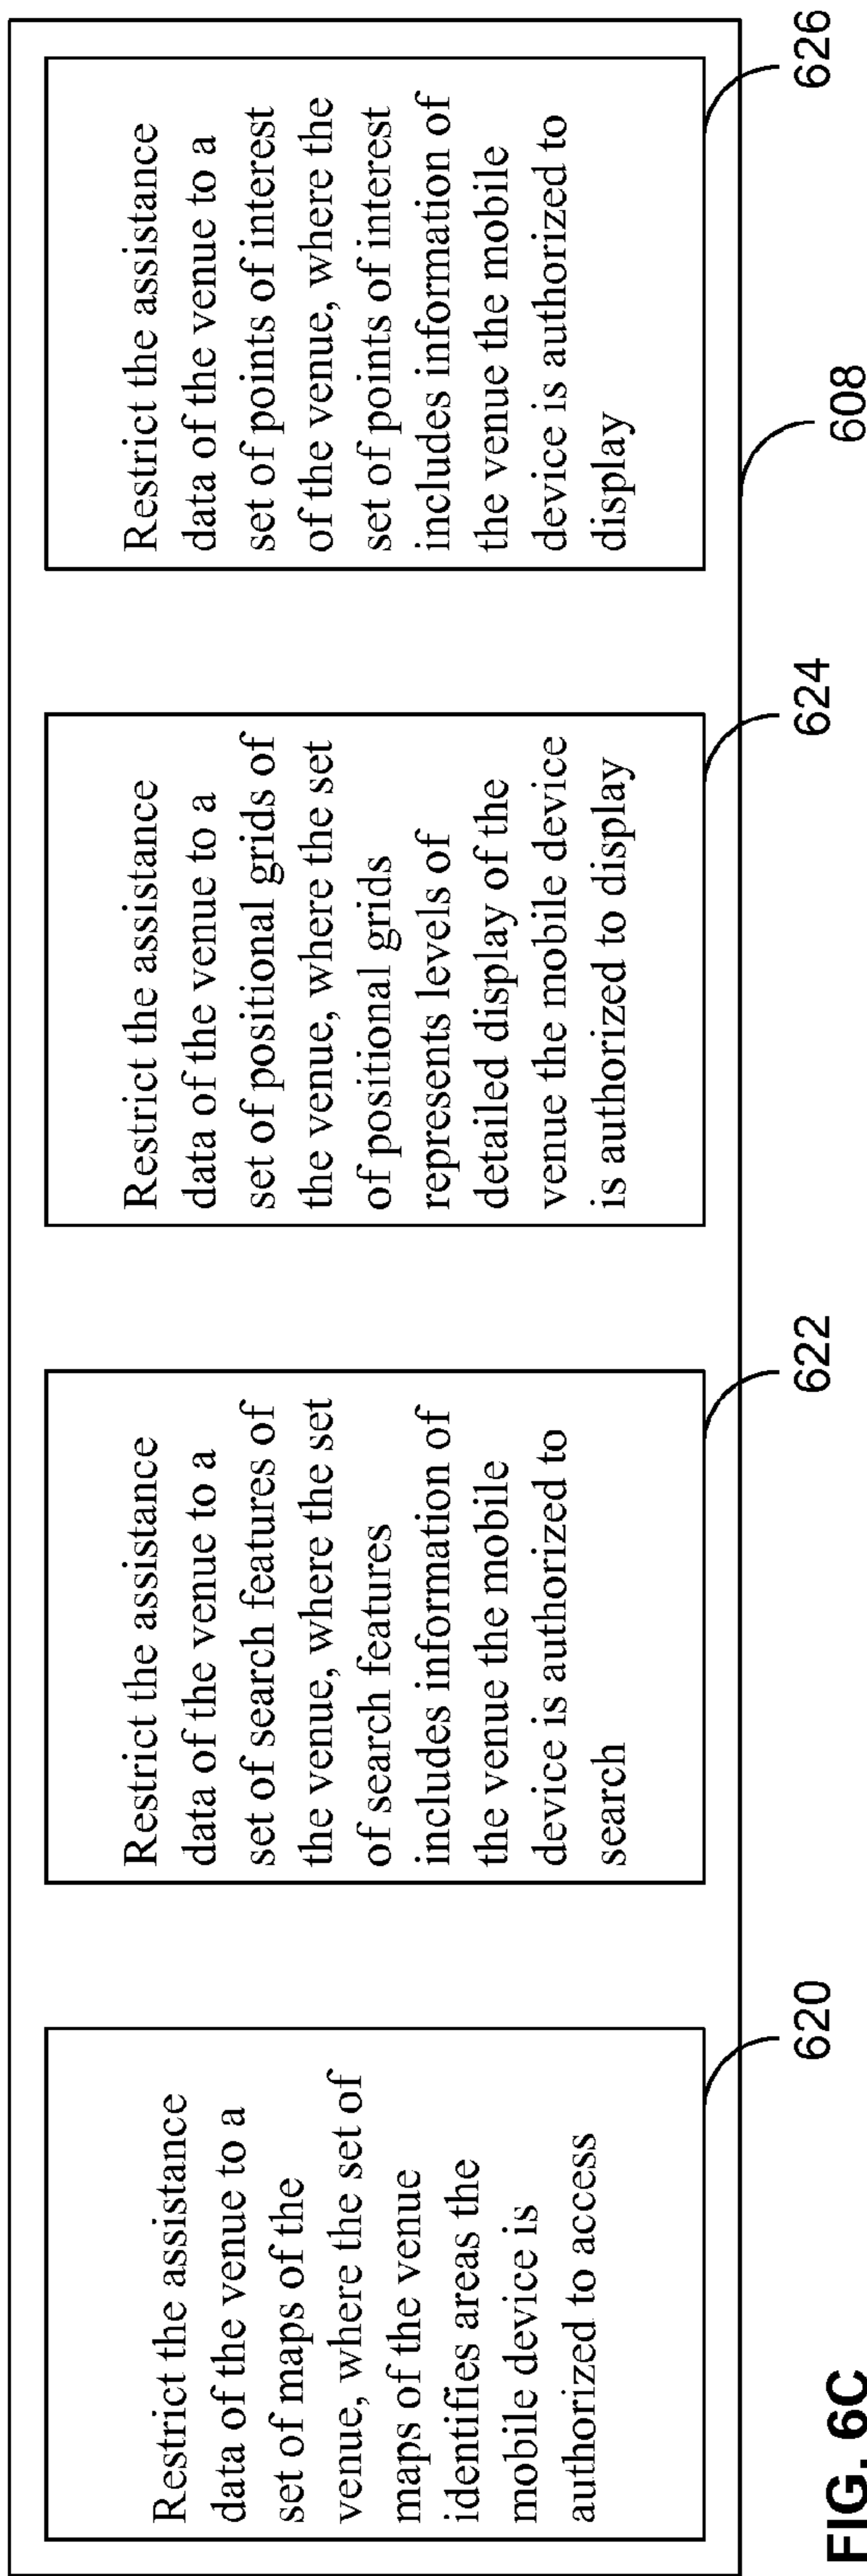 Restrict the assistance
data of the venue to a
set of maps of the
venue, where the set of
maps of the venue
identifies areas the
mobile device is
authorized to access
620
Restrict the assistance
data of the venue to a
set of search features of
the venue, where the set
of search features
includes information of
the venue the mobile
device is authorized to
search
622
Restrict the assistance
data of the venue to a
set of positional grids of
the venue, where the set
of positional grids
represents levels of
detailed display of the
venue the mobile device
is authorized to display
624
Restrict the assistance
data of the venue to a
set of points of interest
of the venue, where the
set of points of interest
includes information of
the venue the mobile
device is authorized to
display
626
608
FIG. 6C